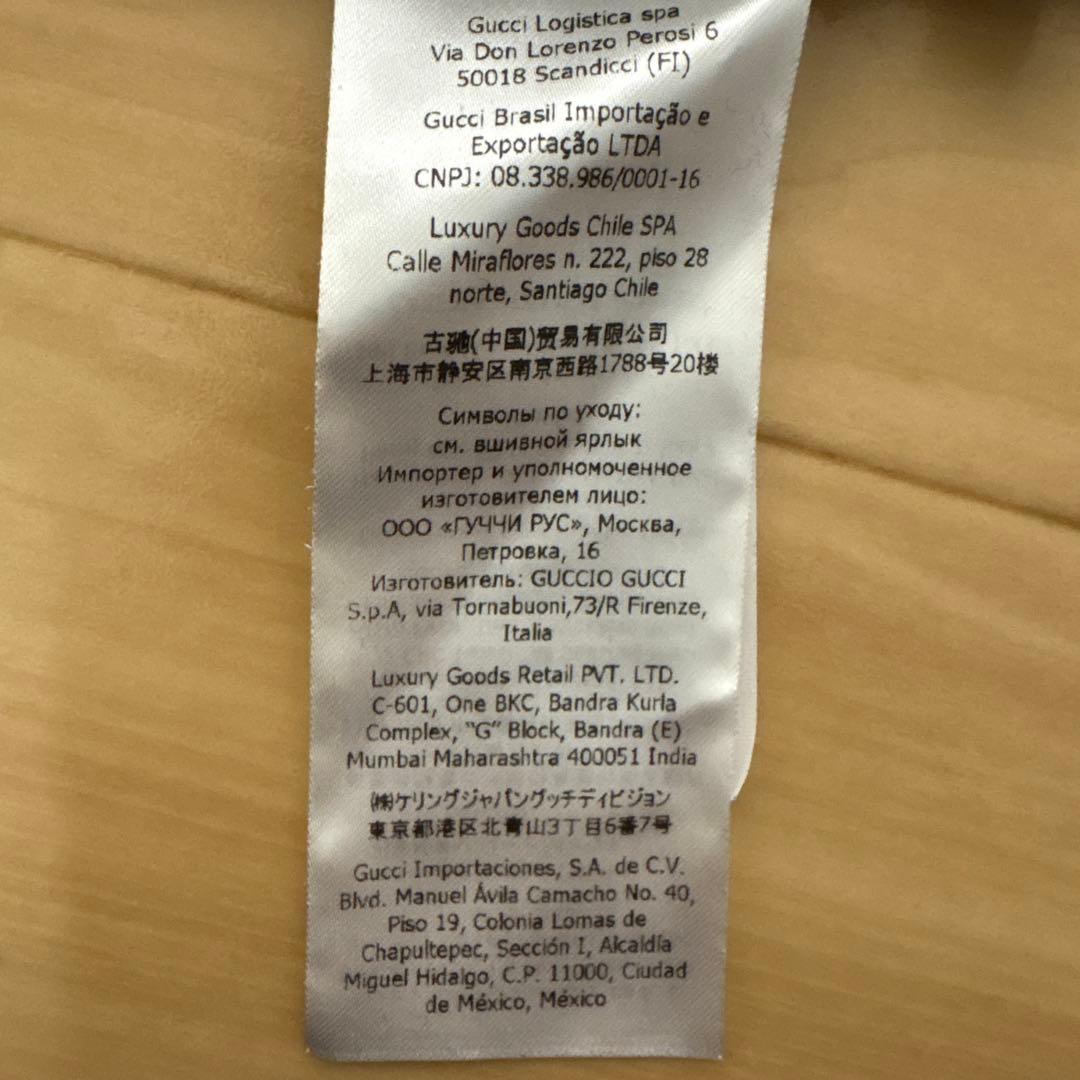 Gucci Logistica spa
Via Don Lorenzo Perosi 6
50018 Scandicci (FI)
Gucci Brasil Importação e
Exportação LTDA
CNPJ: 08.338.986/0001-16
Luxury Goods Chile SPA
Calle Miraflores n. 222, piso 28
norte, Santiago Chile
古驰(中国)贸易有限公司
上海市静安区南京西路1788号20楼
Символы по уходу:
см. вшивной ярлык
Импортер и уполномоченное
изготовителем лицо:
ООО «ГУЧЧИ РУС», Москва,
Петровка, 16
Изготовитель: GUCCIO GUCCI
S.p.A, via Tornabuoni,73/R Firenze,
Italia
Luxury Goods Retail PVT. LTD.
C-601, One BKC, Bandra Kurla
Complex, "G" Block, Bandra (E)
Mumbai Maharashtra 400051 India
㈱ケリングジャパングッチディビジョン
東京都港区北青山3丁目6番7号
Gucci Importaciones, S.A. de C.V.
Blvd. Manuel Ávila Camacho No. 40,
Piso 19, Colonia Lomas de
Chapultepec, Sección I, Alcaldía
Miguel Hidalgo, C.P. 11000, Ciudad
de México, México